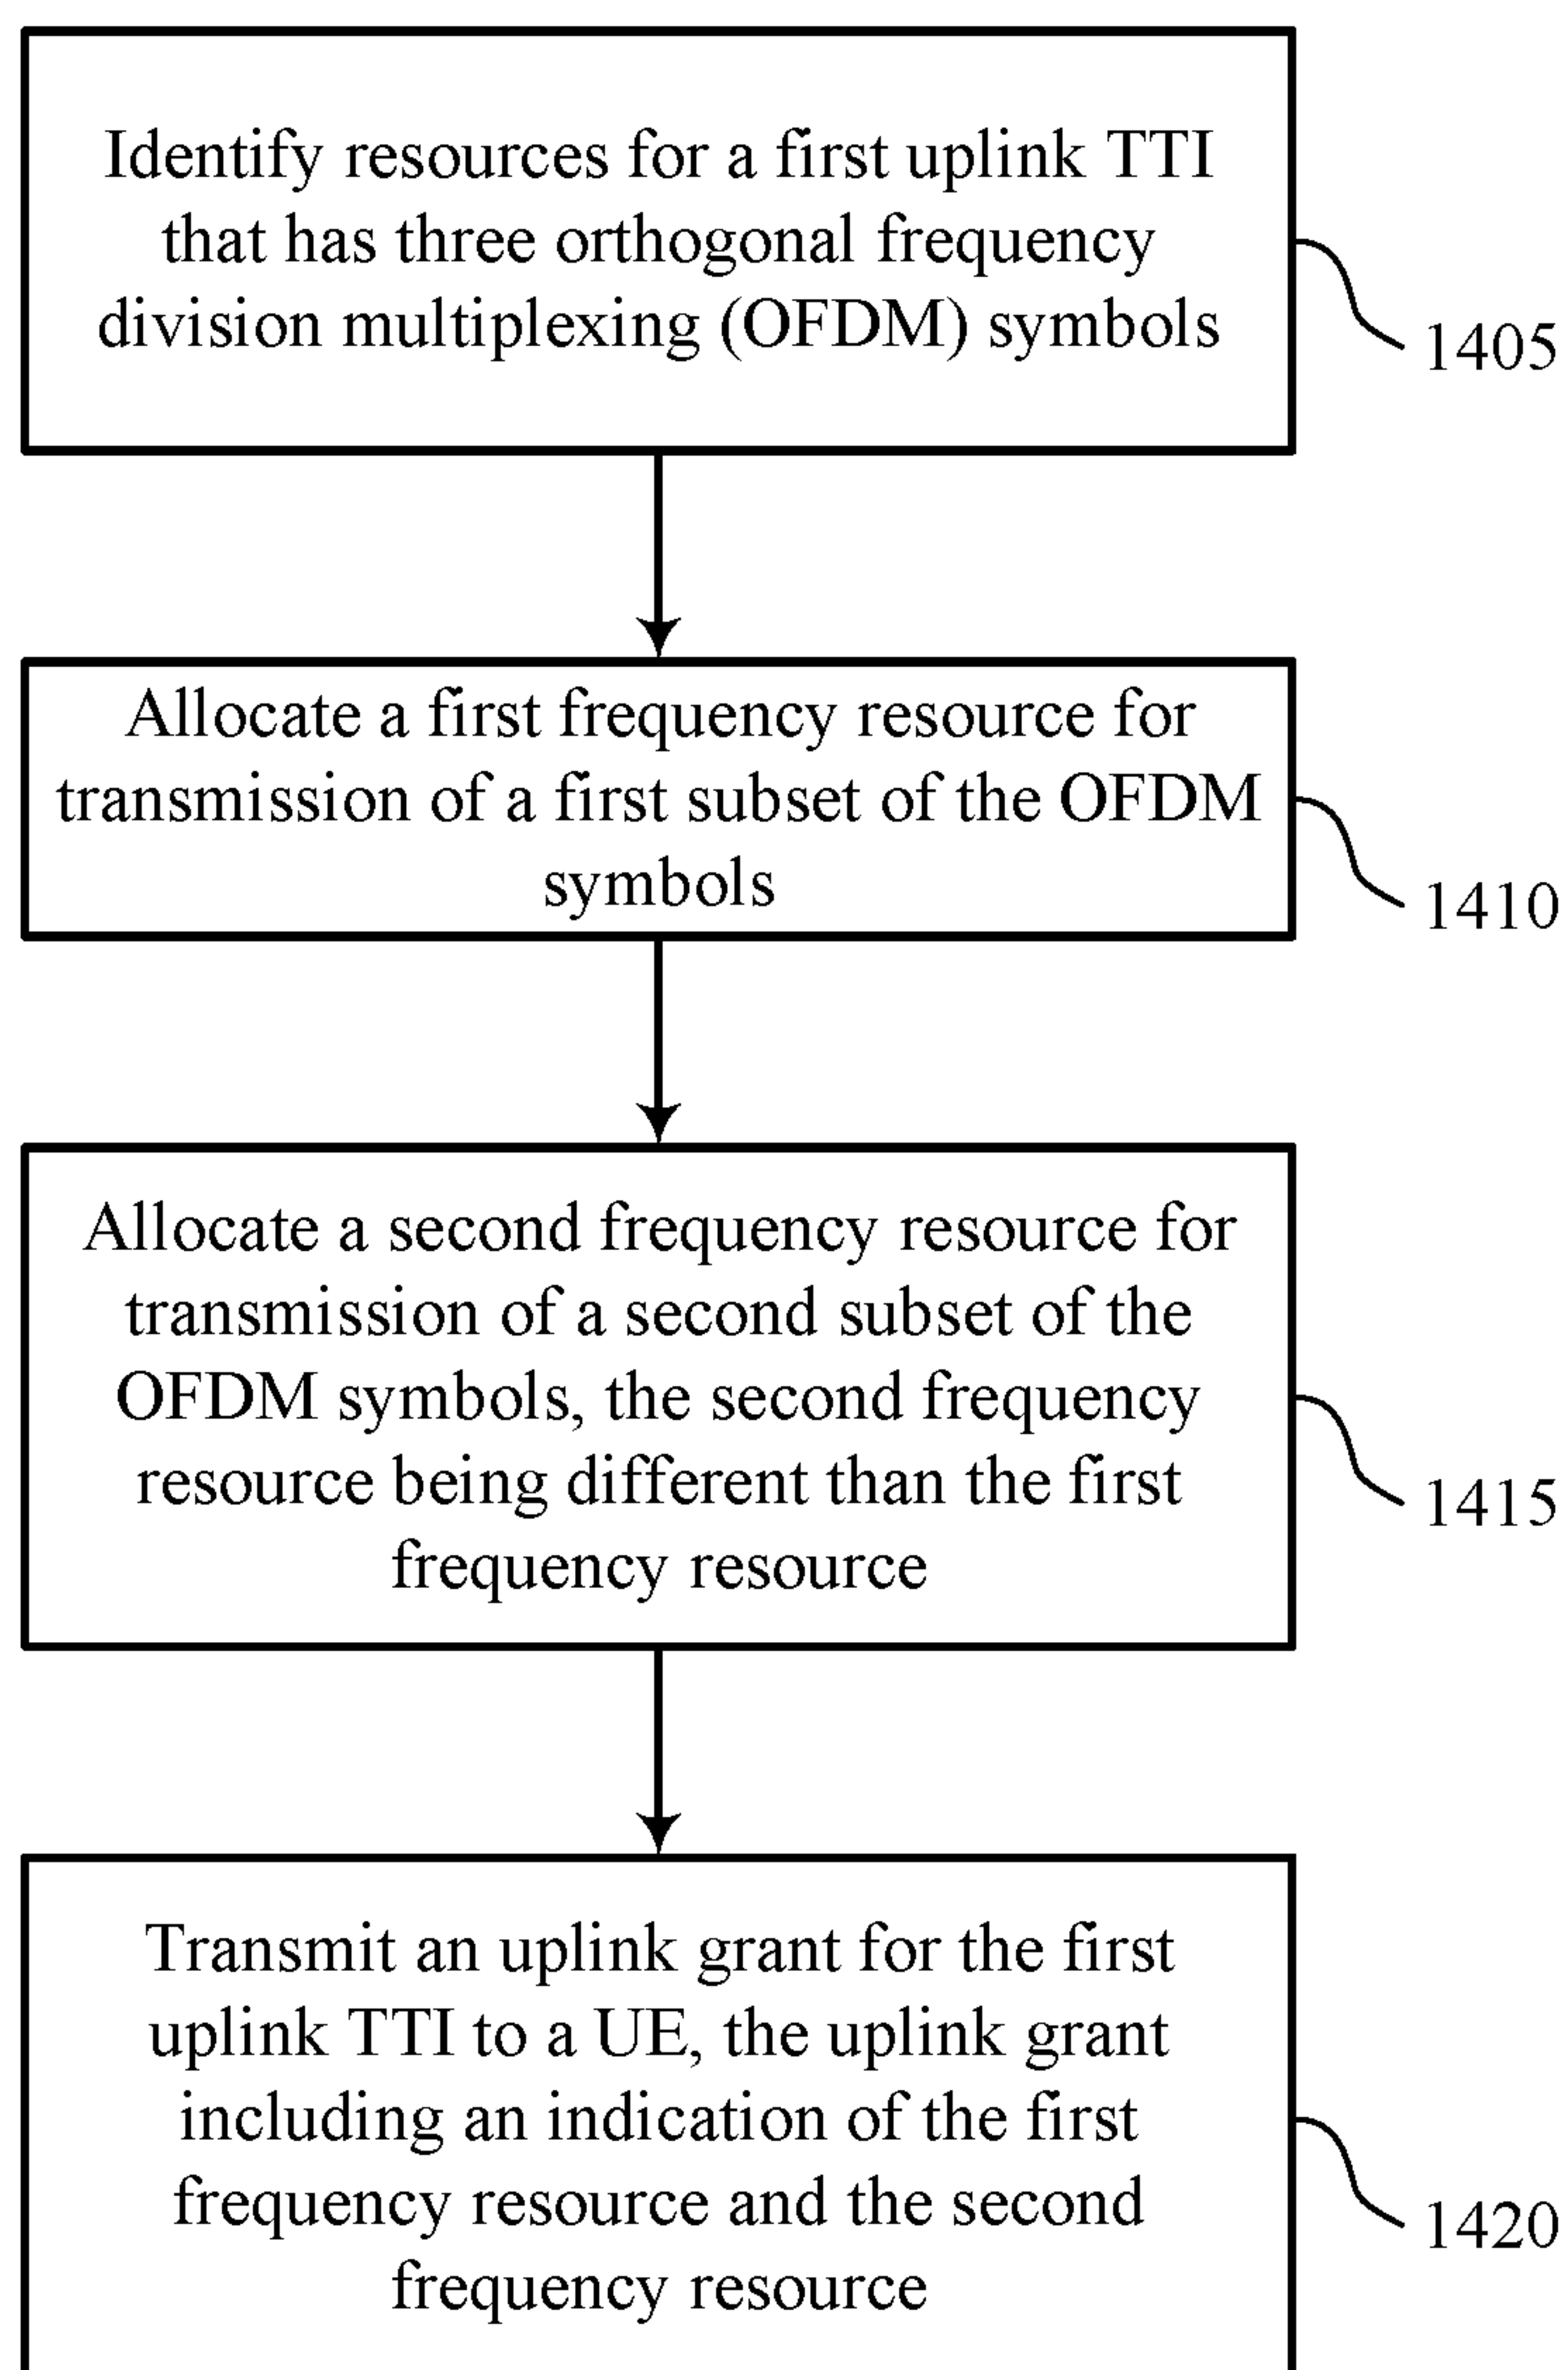 Identify resources for a first uplink TTI
that has three orthogonal frequency
division multiplexing (OFDM) symbols
1405
Allocate a first frequency resource for
transmission of a first subset of the OFDM
symbols
1410
Allocate a second frequency resource for
transmission of a second subset of the
OFDM symbols, the second frequency
resource being different than the first
frequency resource
1415
Transmit an uplink grant for the first
uplink TTI to a UE, the uplink grant
including an indication of the first
frequency resource and the second
frequency resource
1420